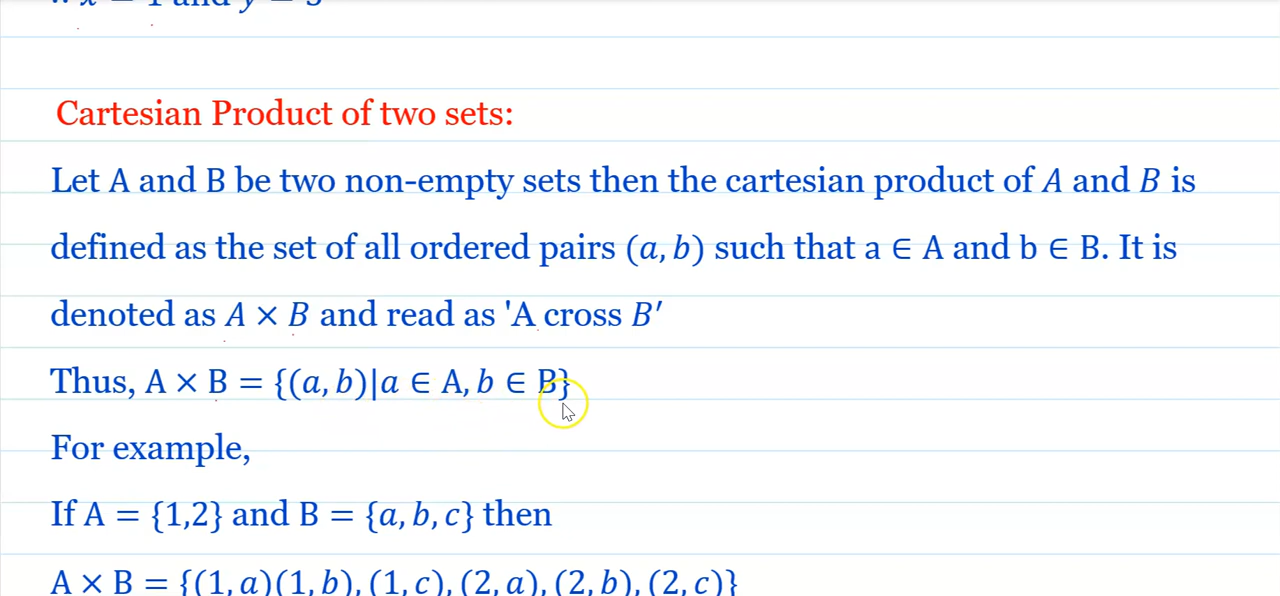 Cartesian Product of two sets:
Let A and B be two non-empty sets then the cartesian product of A and B is
defined as the set of all ordered pairs (a, b) such that a ∈ A and b ∈ B. It is
denoted as A × B and read as 'A cross B′
Thus, A × B = {(a, b)|a ∈ A, b ∈ B}
For example,
If A = {1,2} and B = {a, b, c} then
A × B = {(1, a)(1, b), (1, c), (2, a), (2, b), (2, c)}